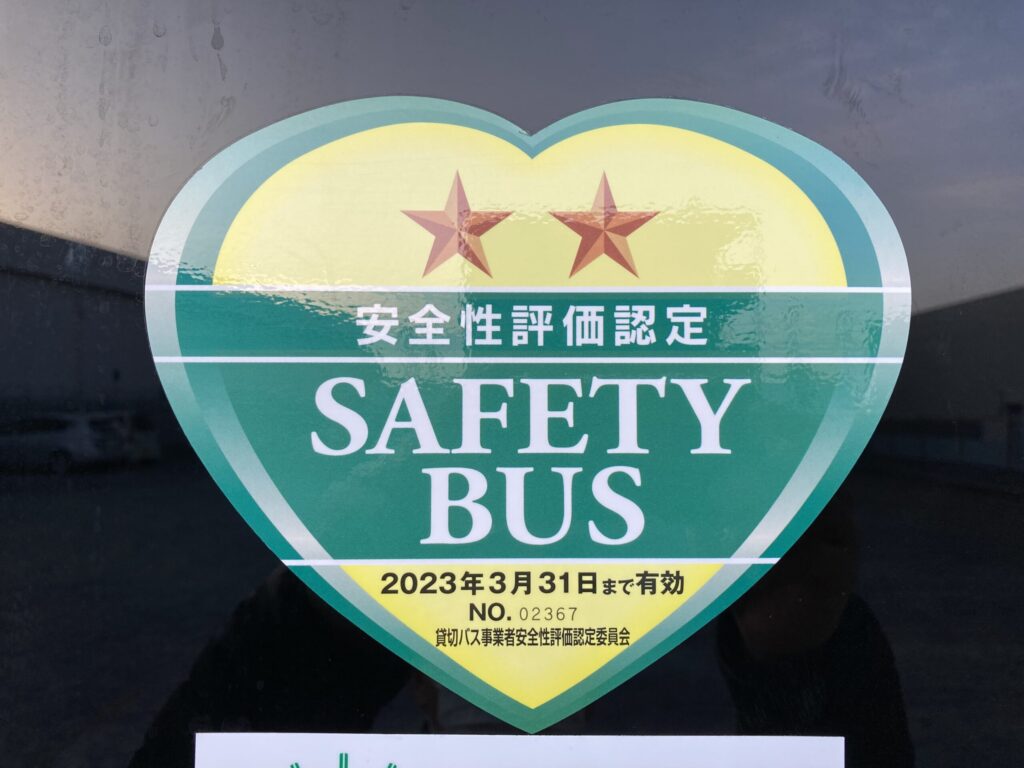 安全性評価認定
SAFETY
BUS
2023年3月31日まで有効
NO. 02367
貸切バス事業者安全性評価認定委員会